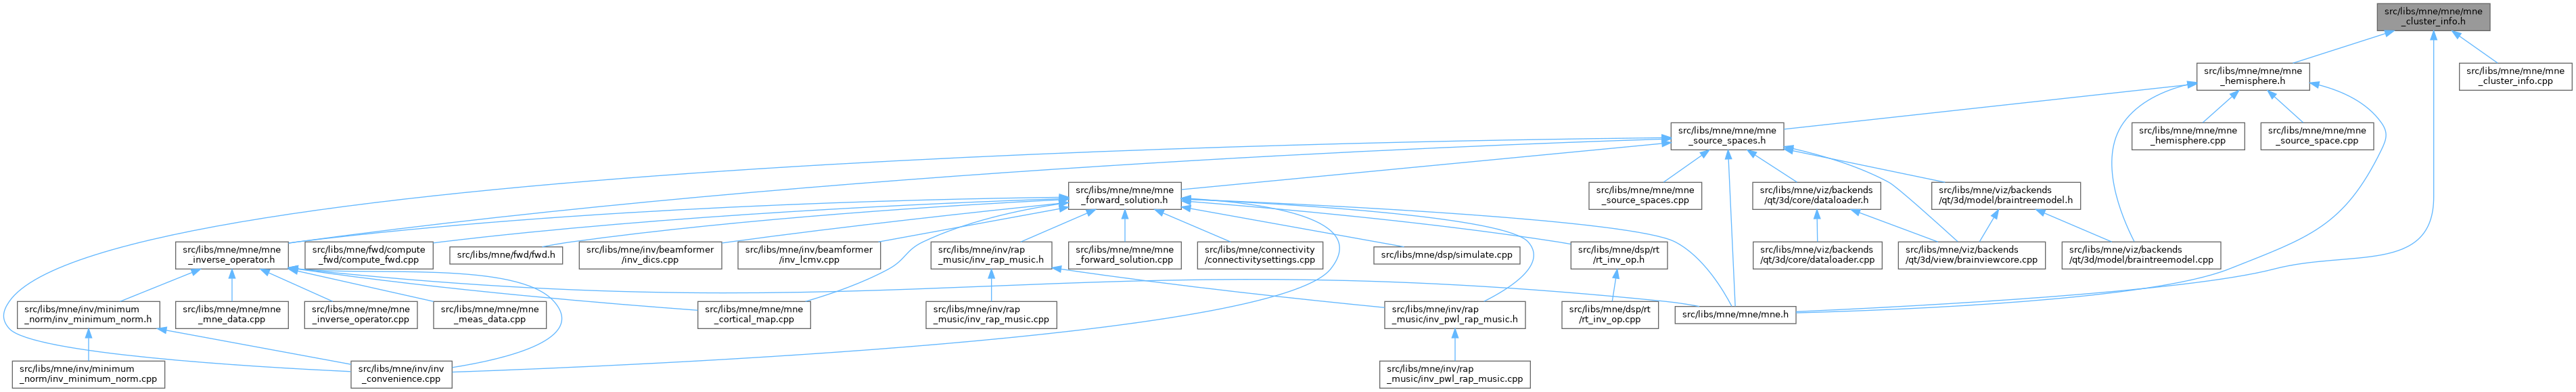 src/libs/mne/mne/mne
_cluster_info.h
src/libs/mne/mne/mne
_hemisphere.h
src/libs/mne/mne/mne
_cluster_info.cpp
src/libs/mne/mne/mne
_source_spaces.h
src/libs/mne/mne/mne
_hemisphere.cpp
src/libs/mne/mne/mne
_source_space.cpp
src/libs/mne/mne/mne
_forward_solution.h
src/libs/mne/mne/mne
_source_spaces.cpp
src/libs/mne/viz/backends
/qt/3d/core/dataloader.h
src/libs/mne/viz/backends
/qt/3d/model/braintreemodel.h
src/libs/mne/mne/mne
_inverse_operator.h
src/libs/mne/fwd/compute
_fwd/compute_fwd.cpp
src/libs/mne/fwd/fwd.h
src/libs/mne/inv/beamformer
/inv_dics.cpp
src/libs/mne/inv/beamformer
/inv_lcmv.cpp
src/libs/mne/inv/rap
_music/inv_rap_music.h
src/libs/mne/mne/mne
_forward_solution.cpp
src/libs/mne/connectivity
/connectivitysettings.cpp
src/libs/mne/dsp/simulate.cpp
src/libs/mne/dsp/rt
/rt_inv_op.h
src/libs/mne/viz/backends
/qt/3d/core/dataloader.cpp
src/libs/mne/viz/backends
/qt/3d/view/brainviewcore.cpp
src/libs/mne/viz/backends
/qt/3d/model/braintreemodel.cpp
src/libs/mne/inv/minimum
_norm/inv_minimum_norm.h
src/libs/mne/mne/mne
_mne_data.cpp
src/libs/mne/mne/mne
_inverse_operator.cpp
src/libs/mne/mne/mne
_meas_data.cpp
src/libs/mne/mne/mne
_cortical_map.cpp
src/libs/mne/inv/rap
_music/inv_rap_music.cpp
src/libs/mne/inv/rap
_music/inv_pwl_rap_music.h
src/libs/mne/dsp/rt
/rt_inv_op.cpp
src/libs/mne/mne/mne.h
src/libs/mne/inv/minimum
_norm/inv_minimum_norm.cpp
src/libs/mne/inv/inv
_convenience.cpp
src/libs/mne/inv/rap
_music/inv_pwl_rap_music.cpp